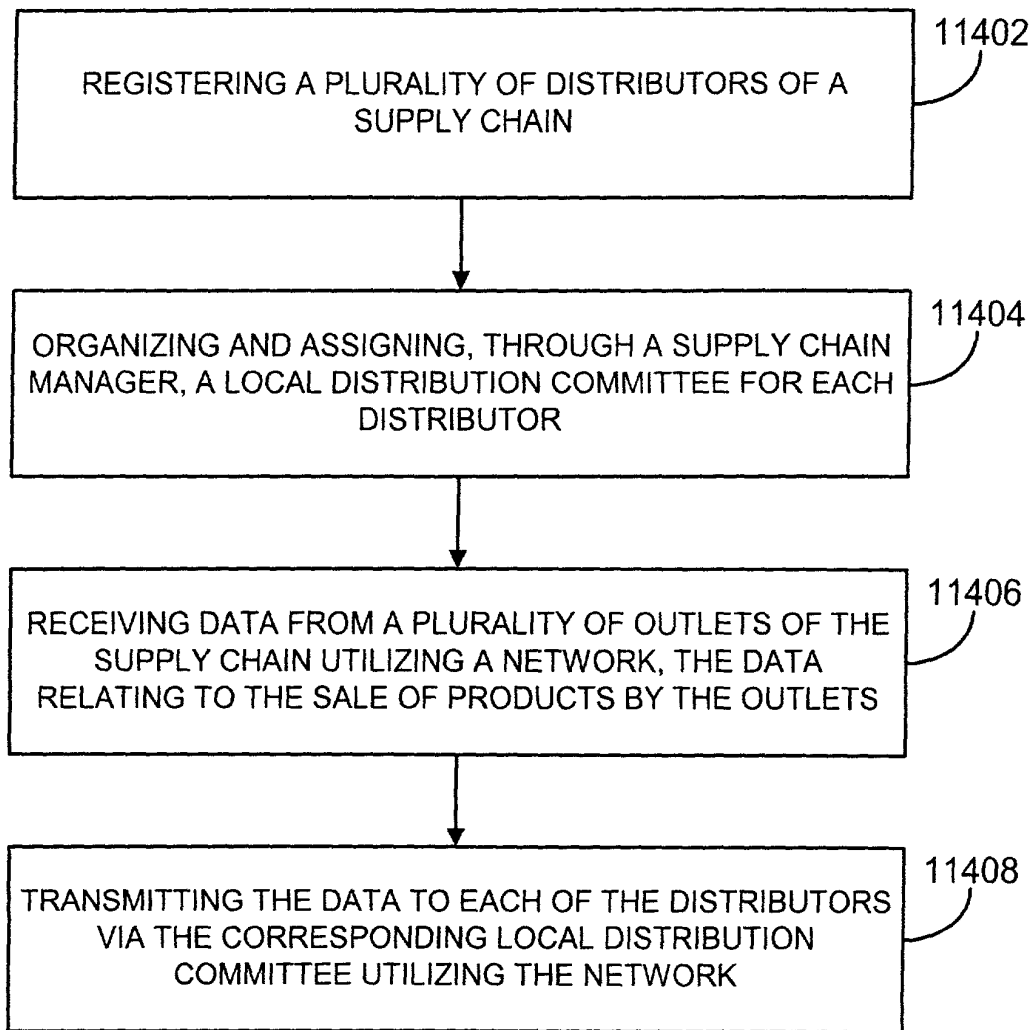 REGISTERING A PLURALITY OF DISTRIBUTORS OF A
SUPPLY CHAIN
11402
ORGANIZING AND ASSIGNING, THROUGH A SUPPLY CHAIN
MANAGER, A LOCAL DISTRIBUTION COMMITTEE FOR EACH
DISTRIBUTOR
11404
RECEIVING DATA FROM A PLURALITY OF OUTLETS OF THE
SUPPLY CHAIN UTILIZING A NETWORK, THE DATA
RELATING TO THE SALE OF PRODUCTS BY THE OUTLETS
11406
TRANSMITTING THE DATA TO EACH OF THE DISTRIBUTORS
VIA THE CORRESPONDING LOCAL DISTRIBUTION
COMMITTEE UTILIZING THE NETWORK
11408